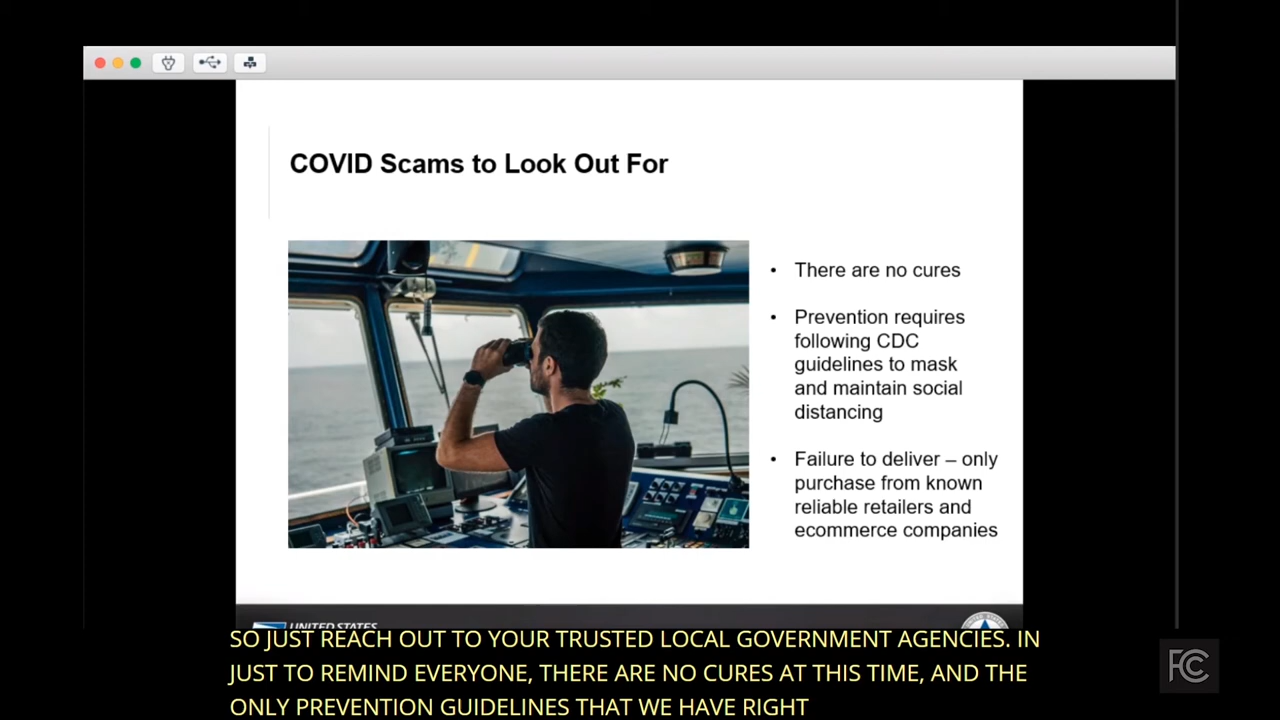 COVID Scams to Look Out For
• There are no cures
• Prevention requires
following CDC
guidelines to mask
and maintain social
distancing
• Failure to deliver – only
purchase from known
reliable retailers and
ecommerce companies
UNITED STATES
SO JUST REACH OUT TO YOUR TRUSTED LOCAL GOVERNMENT AGENCIES. IN
JUST TO REMIND EVERYONE, THERE ARE NO CURES AT THIS TIME, AND THE
ONLY PREVENTION GUIDELINES THAT WE HAVE RIGHT
FCC